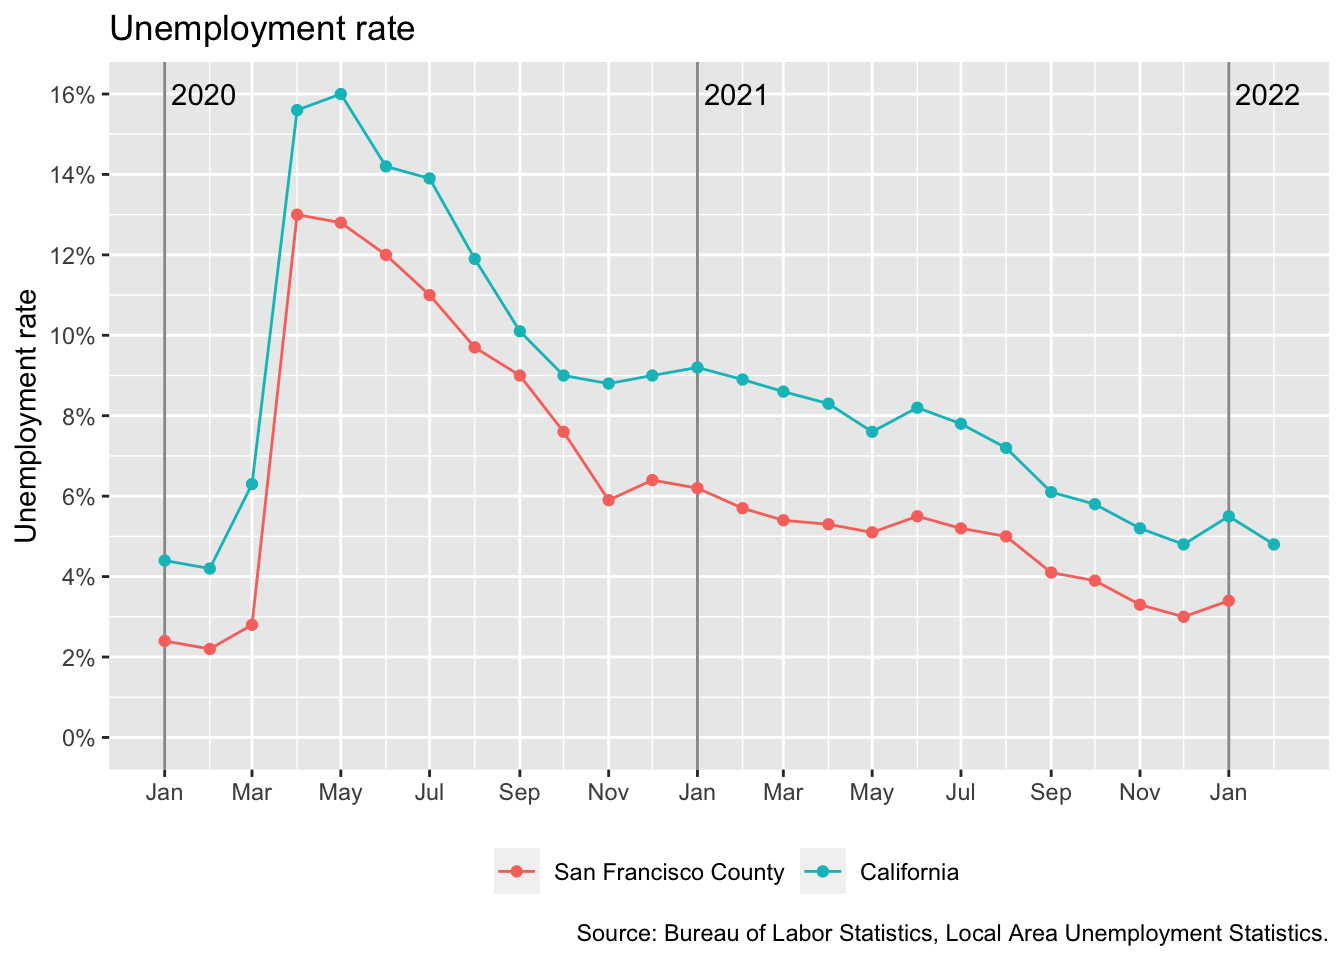 Unemployment rate
2020 2021 2022
16%
14%
12%
10%
8%
6%
4%
2%
0%
Unemployment rate
Jan Mar May Jul Sep Nov Jan Mar May Jul Sep Nov Jan
San Francisco County California
Source: Bureau of Labor Statistics, Local Area Unemployment Statistics.